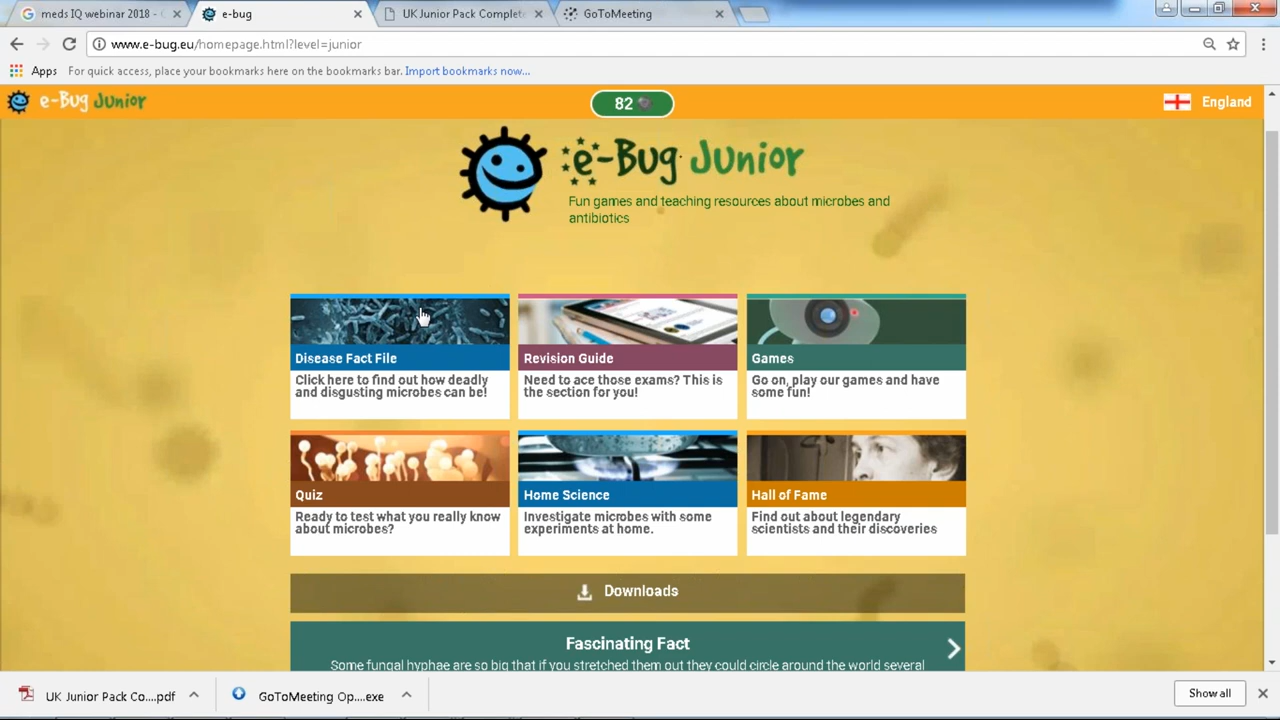 meds IQ webinar 2018 -
e-bug
UK Junior Pack Complete
GoToMeeting
www.e-bug.eu/homepage.html?level=junior
Apps
For quick access, place your bookmarks here on the bookmarks bar. Import bookmarks now...
e-Bug Junior
82
England
e-Bug Junior
Fun games and teaching resources about microbes and
antibiotics
Disease Fact File
Click here to find out how deadly
and disgusting microbes can be!
Revision Guide
Need to ace those exams? This is
the section for you!
Games
Go on, play our games and have
some fun!
Quiz
Ready to test what you really know
about microbes?
Home Science
Investigate microbes with some
experiments at home.
Hall of Fame
Find out about legendary
scientists and their discoveries
Downloads
Fascinating Fact
Some fungal hyphae are so big that if you stretched them out they could circle around the world several
UK Junior Pack Co....pdf
GoToMeeting Op....exe
Show all